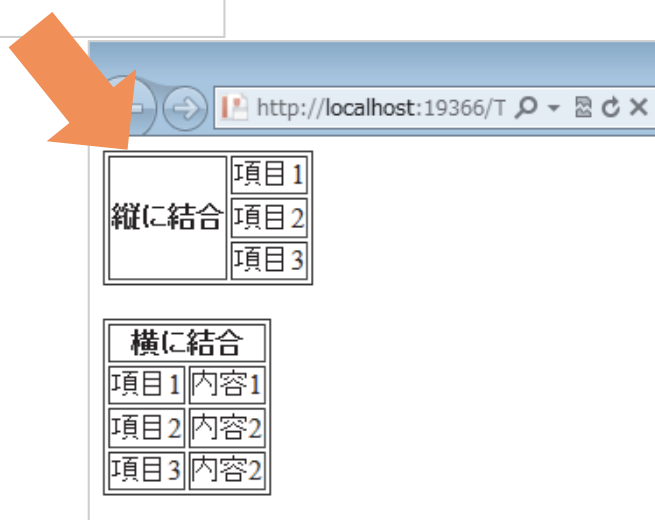 http://localhost:19366/T
縦に結合 項目1
項目2
項目3
横に結合
項目1 内容1
項目2 内容2
項目3 内容2